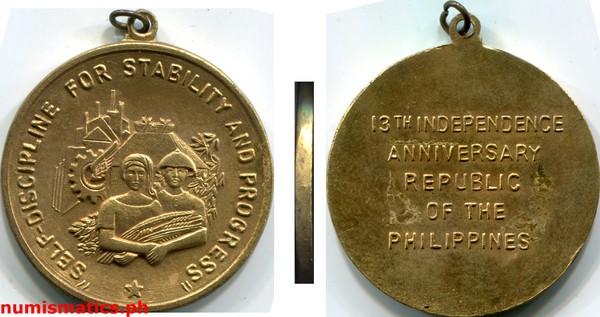 "SELF-DISCIPLINE FOR STABILITY AND PROGRESS"
13TH INDEPENDENCE
ANNIVERSARY
REPUBLIC
OF THE
PHILIPPINES
numismatics.ph